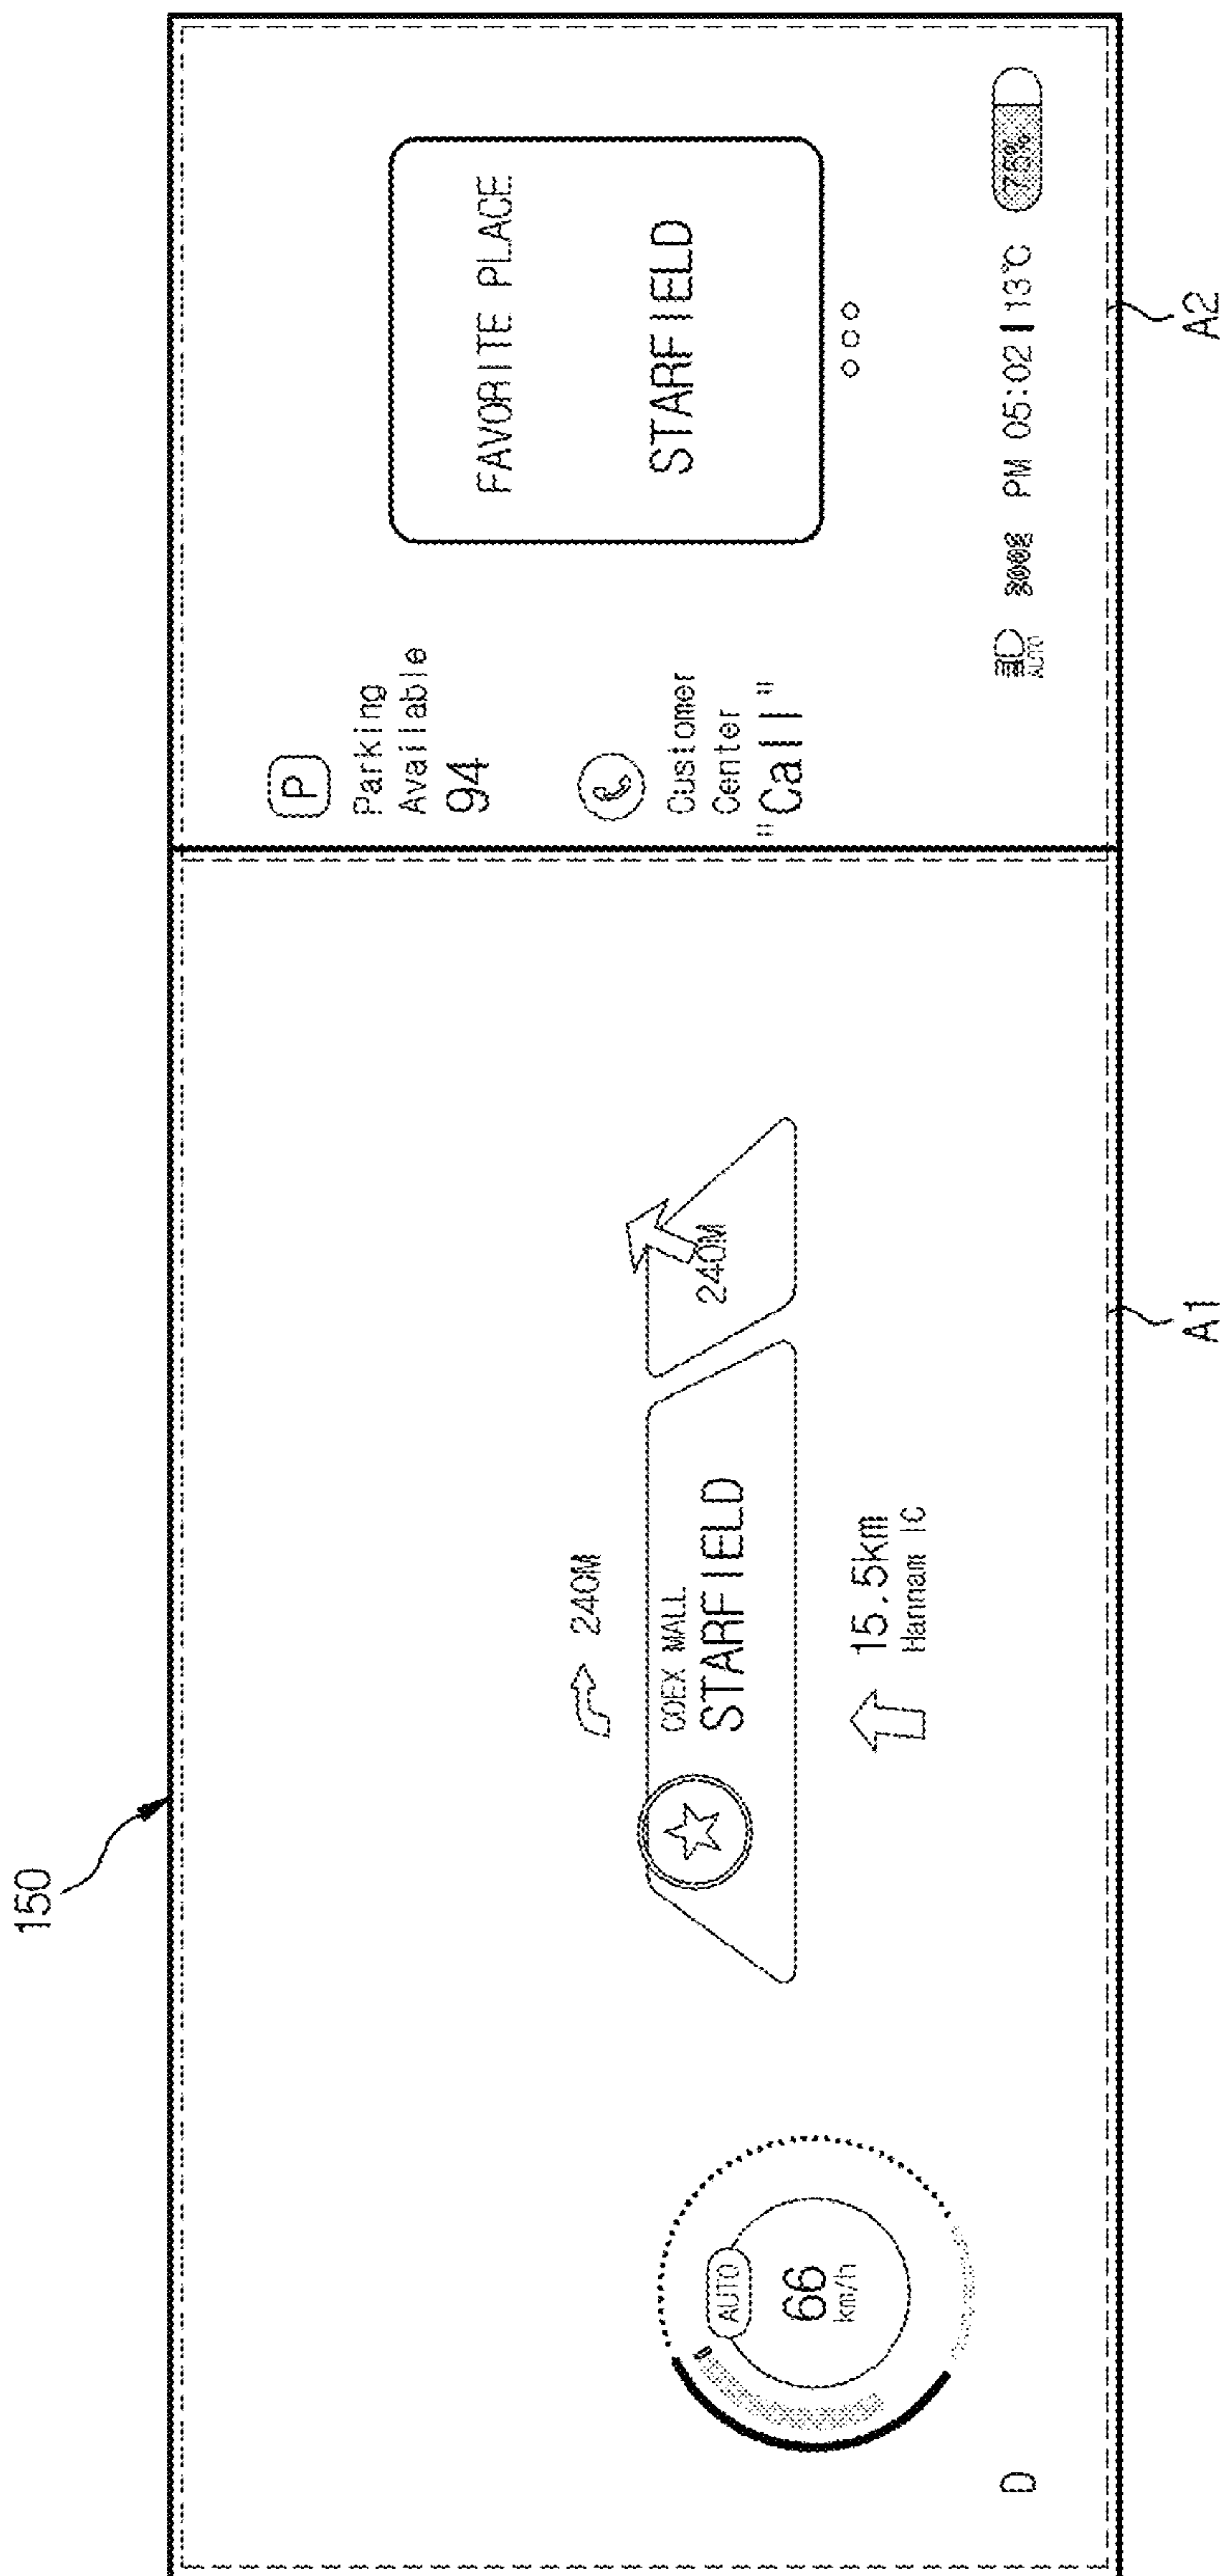 150
240M
COEX MALL
STARFIELD
240M
15.5km
Hannam IC
AUTO
66
km/h
D
P
Parking
Available
94
Customer
Center
"Call"
FAVORITE PLACE
STARFIELD
AUTO
PM 05:02 | 13℃
75%
A1
A2